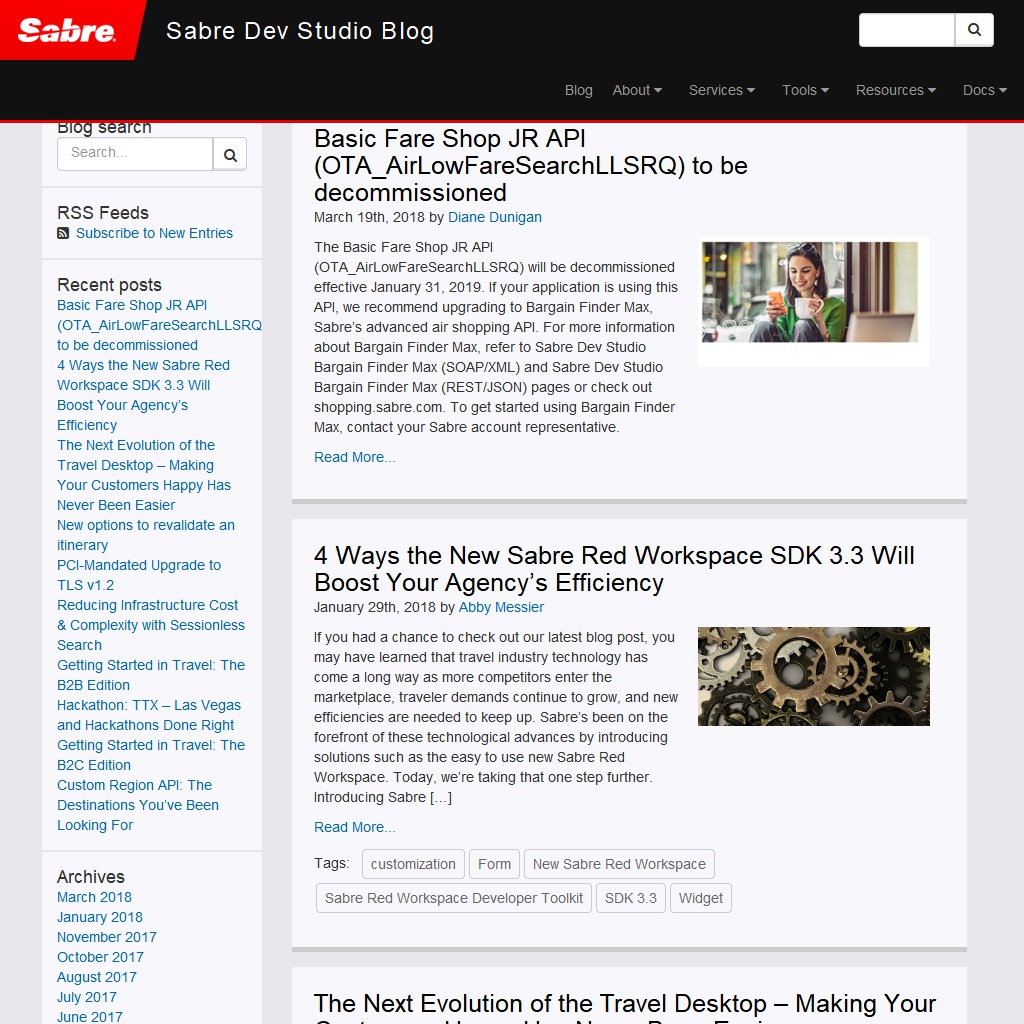 Sabre
Sabre Dev Studio Blog
Blog
About
Services
Tools
Resources
Docs
Blog search
Search...
RSS Feeds
Subscribe to New Entries
Recent posts
Basic Fare Shop JR API
(OTA_AirLowFareSearchLLSRQ
to be decommissioned
4 Ways the New Sabre Red
Workspace SDK 3.3 Will
Boost Your Agency’s
Efficiency
The Next Evolution of the
Travel Desktop – Making
Your Customers Happy Has
Never Been Easier
New options to revalidate an
itinerary
PCI-Mandated Upgrade to
TLS v1.2
Reducing Infrastructure Cost
& Complexity with Sessionless
Search
Getting Started in Travel: The
B2B Edition
Hackathon: TTX – Las Vegas
and Hackathons Done Right
Getting Started in Travel: The
B2C Edition
Custom Region API: The
Destinations You’ve Been
Looking For
Archives
March 2018
January 2018
November 2017
October 2017
August 2017
July 2017
June 2017
Basic Fare Shop JR API
(OTA_AirLowFareSearchLLSRQ) to be
decommissioned
March 19th, 2018 by Diane Dunigan
The Basic Fare Shop JR API
(OTA_AirLowFareSearchLLSRQ) will be decommissioned
effective January 31, 2019. If your application is using this
API, we recommend upgrading to Bargain Finder Max,
Sabre’s advanced air shopping API. For more information
about Bargain Finder Max, refer to Sabre Dev Studio
Bargain Finder Max (SOAP/XML) and Sabre Dev Studio
Bargain Finder Max (REST/JSON) pages or check out
shopping.sabre.com. To get started using Bargain Finder
Max, contact your Sabre account representative.
Read More...
4 Ways the New Sabre Red Workspace SDK 3.3 Will
Boost Your Agency’s Efficiency
January 29th, 2018 by Abby Messier
If you had a chance to check out our latest blog post, you
may have learned that travel industry technology has
come a long way as more competitors enter the
marketplace, traveler demands continue to grow, and new
efficiencies are needed to keep up. Sabre’s been on the
forefront of these technological advances by introducing
solutions such as the easy to use new Sabre Red
Workspace. Today, we’re taking that one step further.
Introducing Sabre […]
Read More...
Tags: customization Form New Sabre Red Workspace
Sabre Red Workspace Developer Toolkit SDK 3.3 Widget
The Next Evolution of the Travel Desktop – Making Your